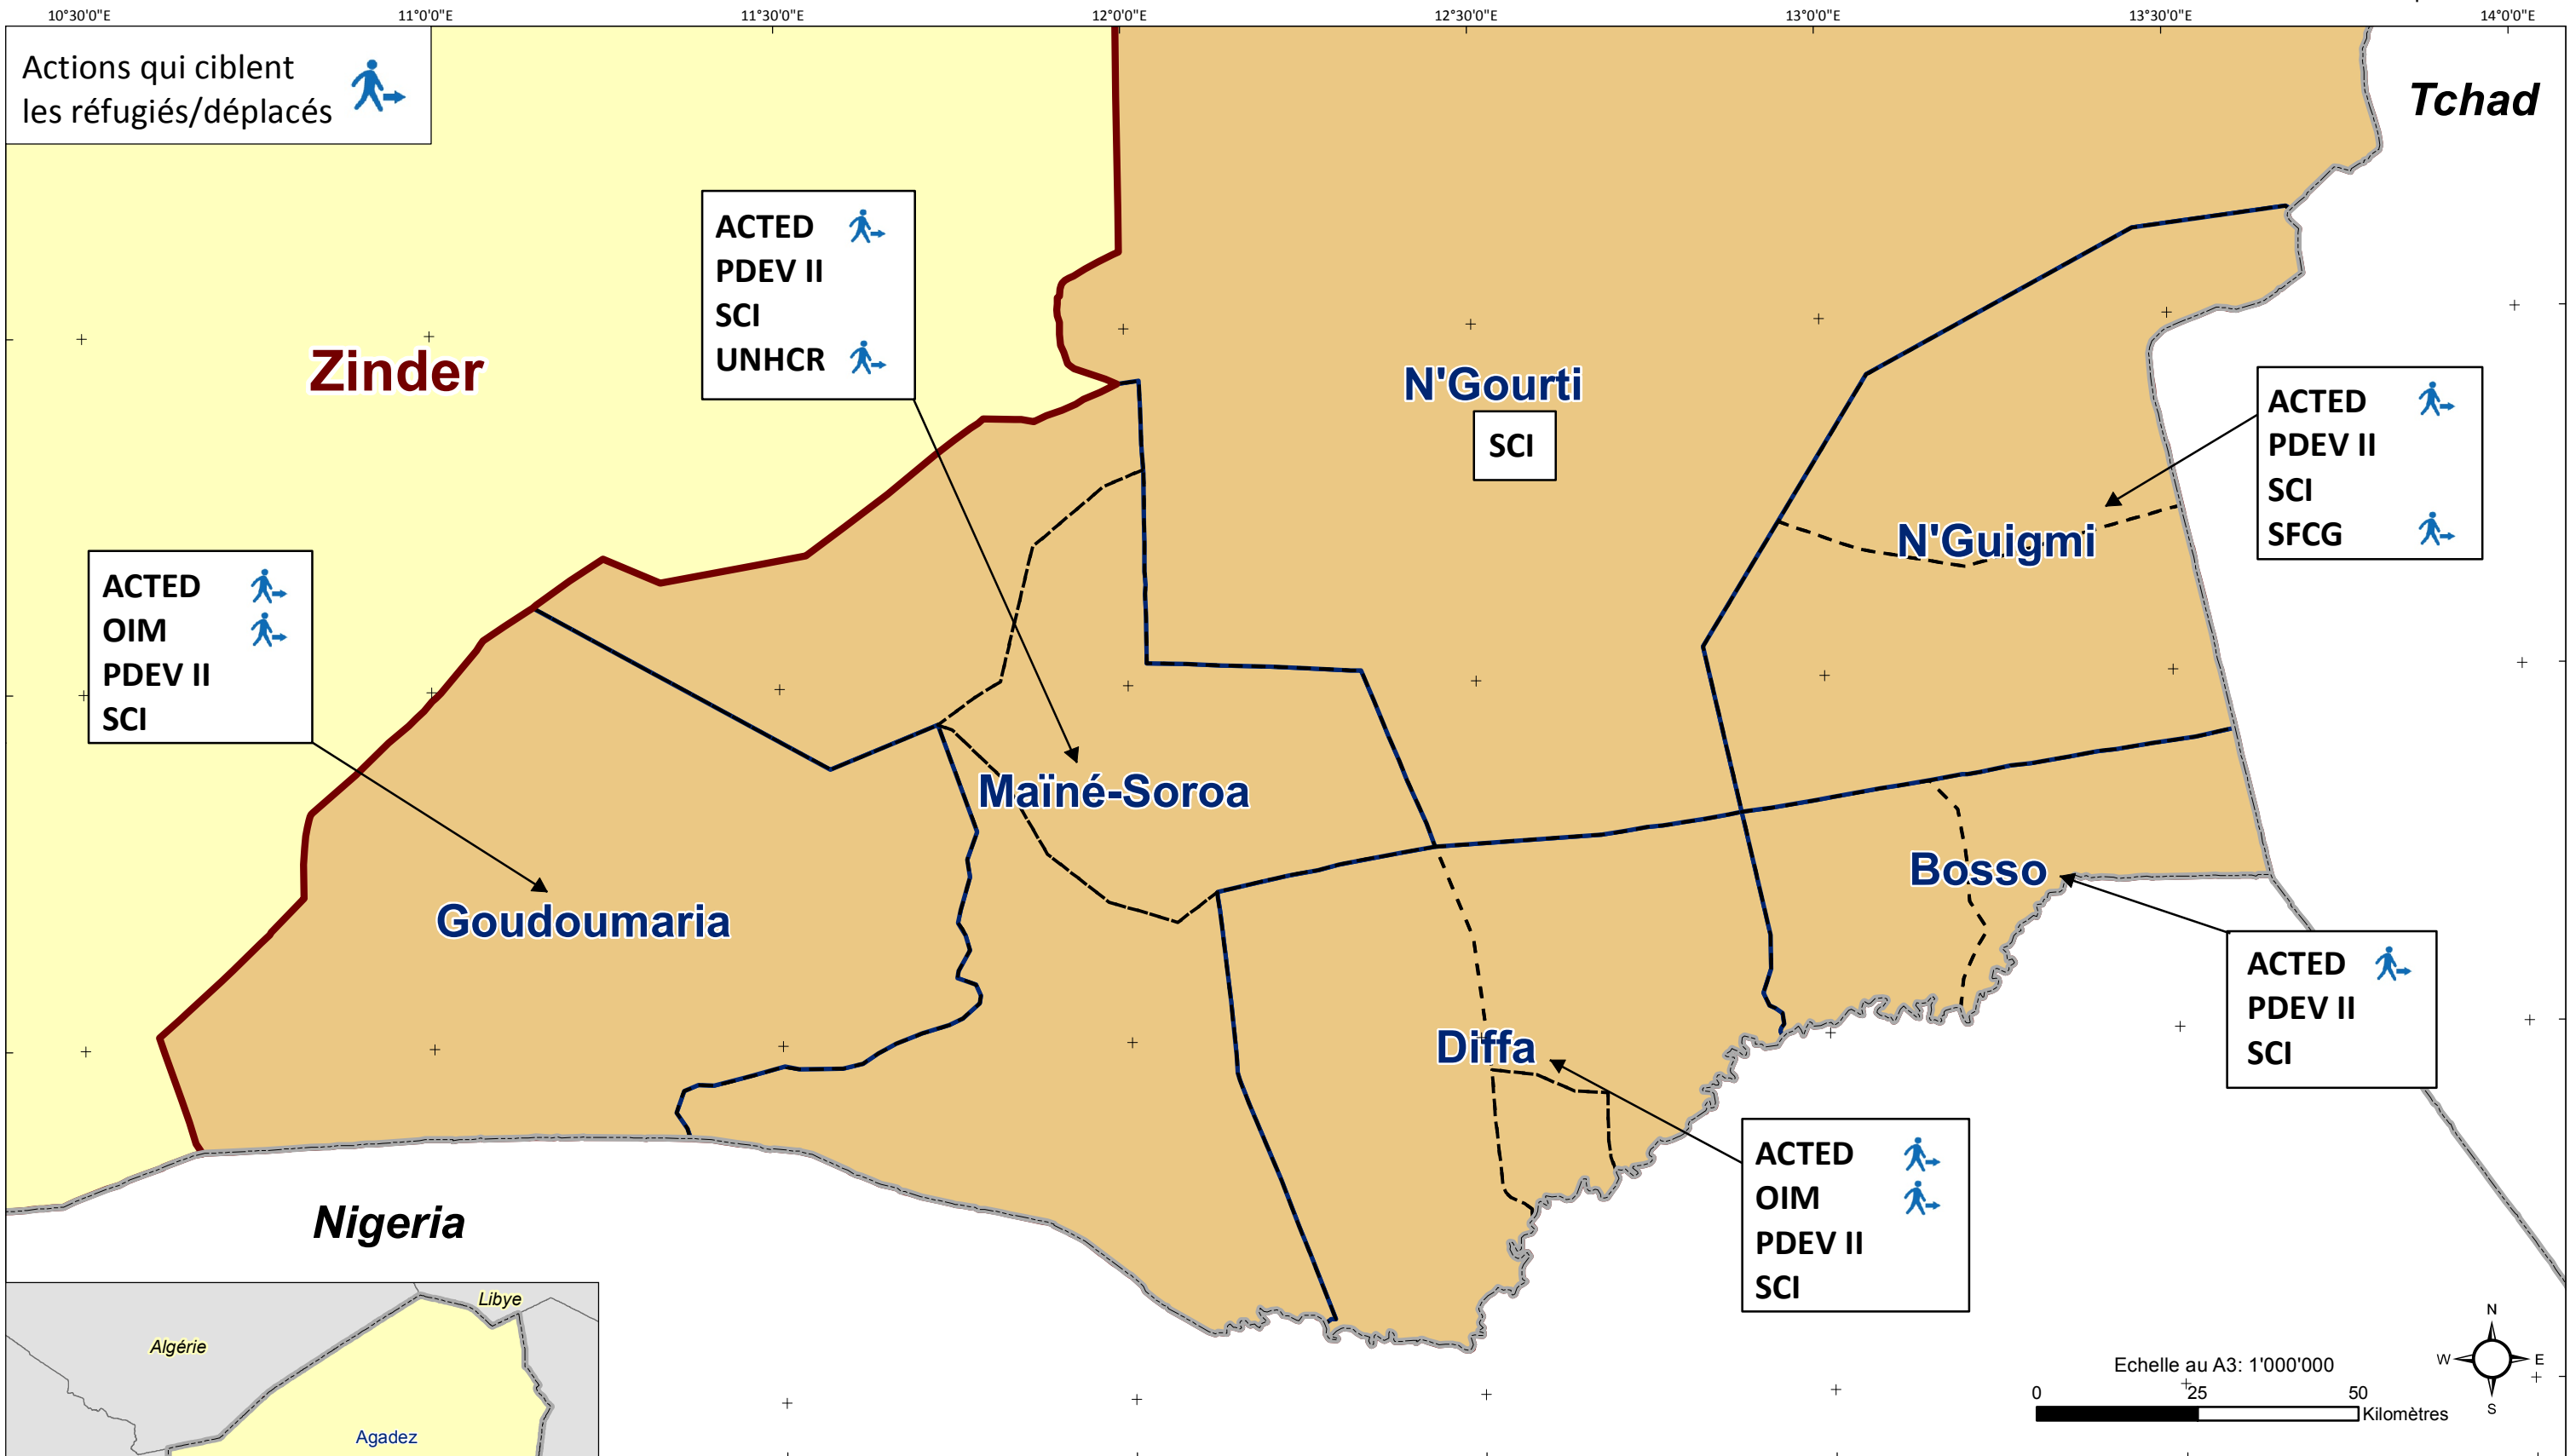 10°30'0"E
11°0'0"E
11°30'0"E
12°0'0"E
12°30'0"E
13°0'0"E
13°30'0"E
14°0'0"E
Actions qui ciblent
les réfugiés/déplacés
Tchad
ACTED
PDEV II
SCI
UNHCR
Zinder
N'Gourti
SCI
ACTED
PDEV II
SCI
SFCG
N'Guigmi
ACTED
OIM
PDEV II
SCI
Maïné-Soroa
Goudoumaria
Bosso
ACTED
PDEV II
SCI
Diffa
ACTED
OIM
PDEV II
SCI
Nigeria
Libye
Algérie
Agadez
N
W
E
S
Echelle au A3: 1'000'000
0
25
50
Kilomètres